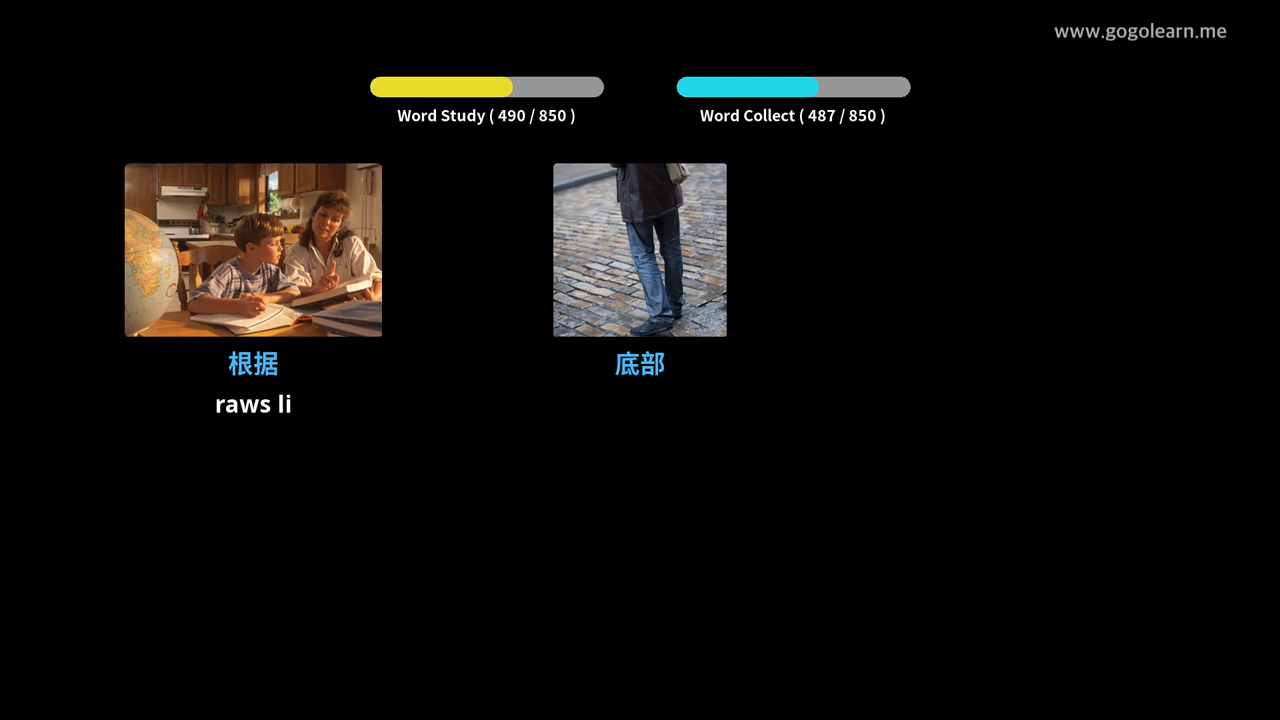 www.gogolearn.me
Word Study ( 490 / 850 )
Word Collect ( 487 / 850 )
根据
底部
raws li